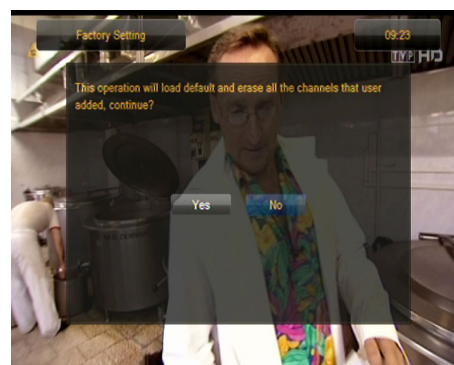 Factory Setting
09:23
TVP HD
This operation will load default and erase all the channels that user
added, continue?
Yes
No